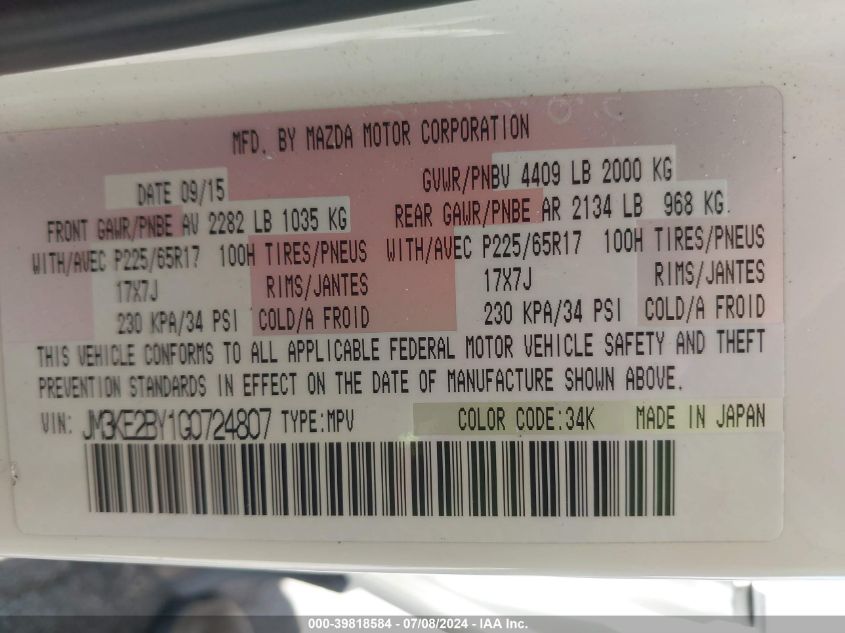 MFD. BY MAZDA MOTOR CORPORATION
DATE 09/15 GVWR/PNBV 4409 LB 2000 KG
FRONT GAWR/PNBE AV 2282 LB 1035 KG REAR GAWR/PNBE AR 2134 LB 968 KG
WITH/AVEC P225/65R17 100H TIRES/PNEUS WITH/AVEC P225/65R17 100H TIRES/PNEUS
17X7J RIMS/JANTES 17X7J RIMS/JANTES
230 KPA/34 PSI COLD/A FROID 230 KPA/34 PSI COLD/A FROID
THIS VEHICLE CONFORMS TO ALL APPLICABLE FEDERAL MOTOR VEHICLE SAFETY AND THEFT
PREVENTION STANDARDS IN EFFECT ON THE DATE OF MANUFACTURE SHOWN ABOVE.
VIN: JM3KE2BY1G0724807 TYPE:MPV COLOR CODE:34K MADE IN JAPAN
000-39818584 - 07/08/2024 - IAA Inc.